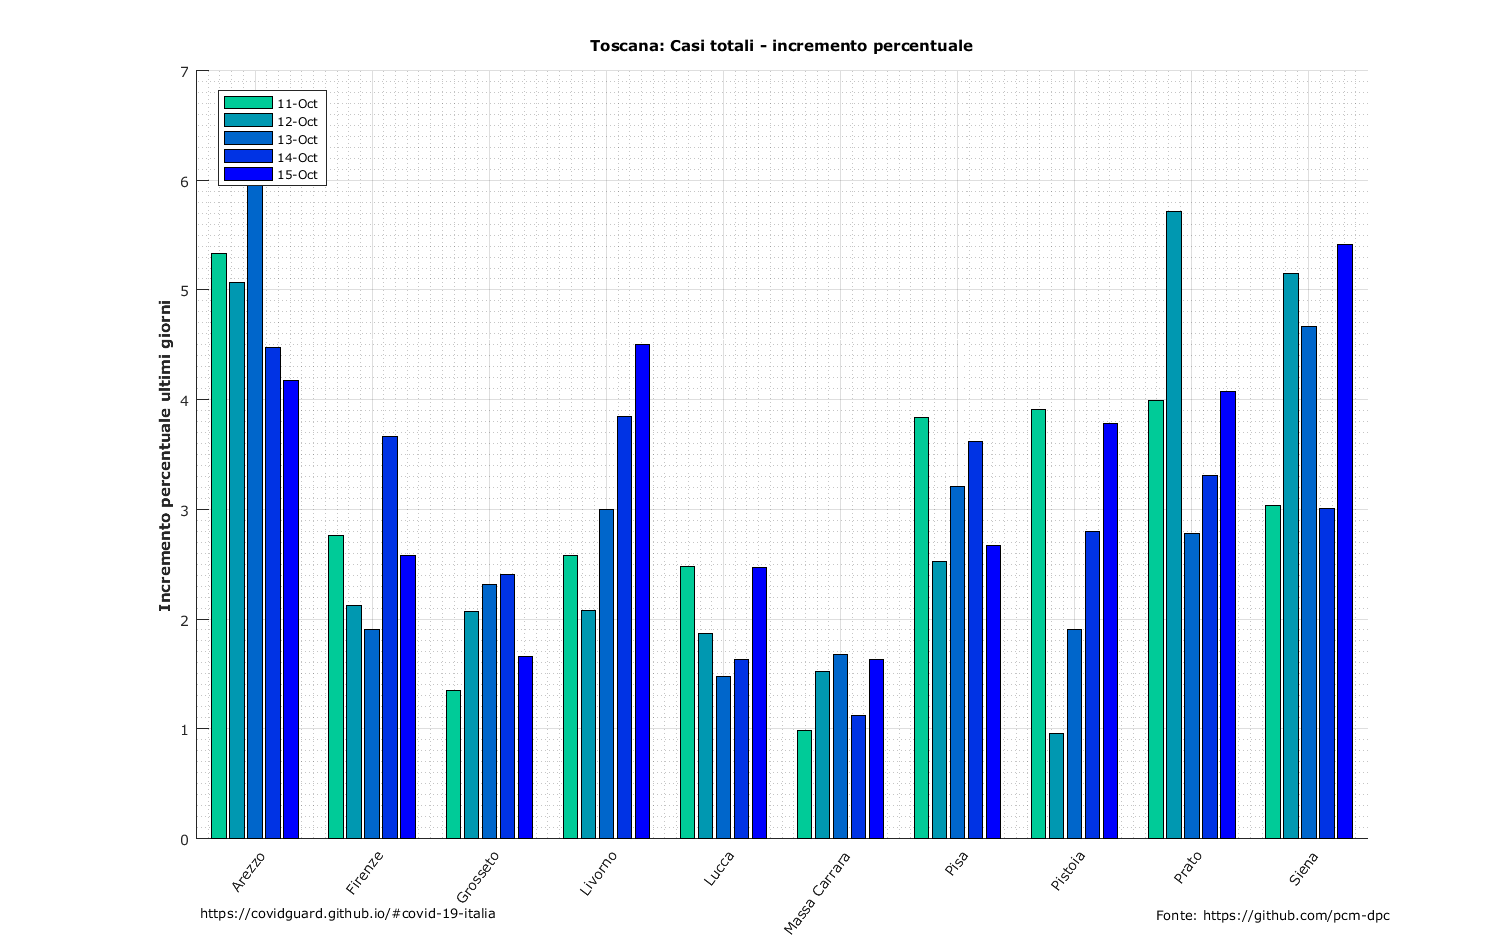 Toscana: Casi totali - incremento percentuale
7
6
5
4
3
2
1
0
Incremento percentuale ultimi giorni
11-Oct
12-Oct
13-Oct
14-Oct
15-Oct
Arezzo
Firenze
Grosseto
Livorno
Lucca
Massa Carrara
Pisa
Pistoia
Prato
Siena
https://covidguard.github.io/#covid-19-italia
Fonte: https://github.com/pcm-dpc